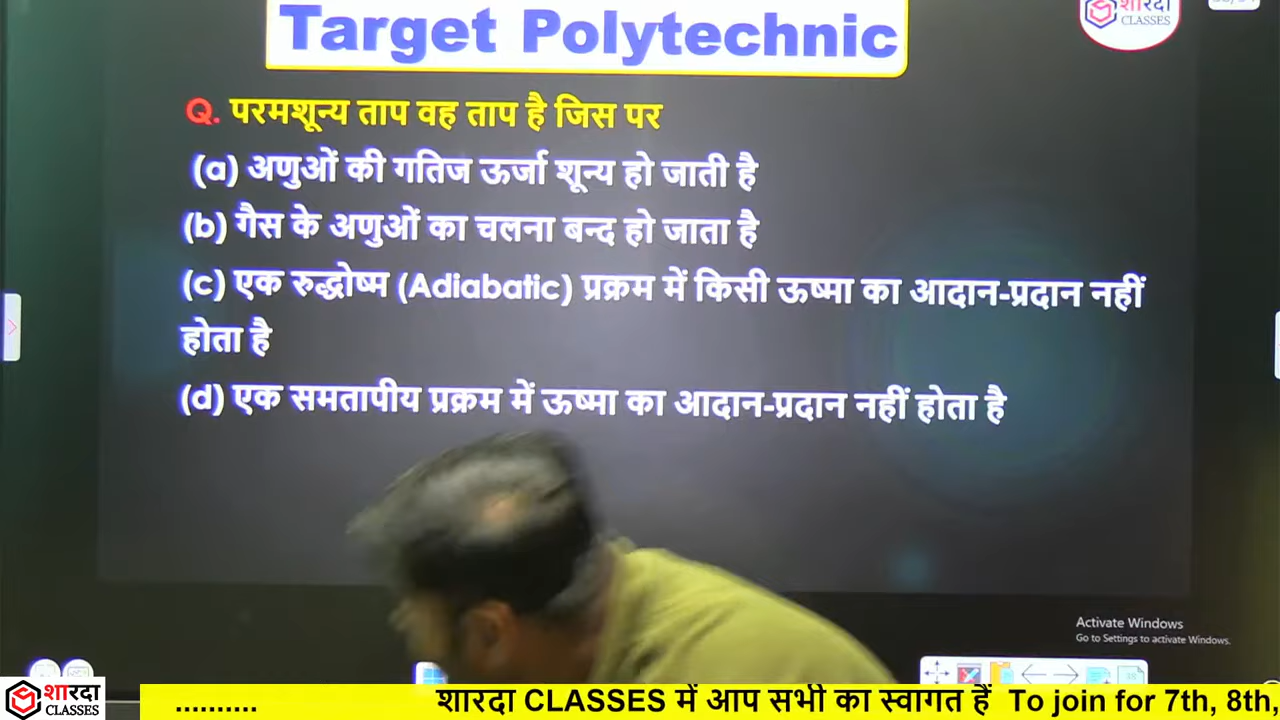 Target Polytechnic
शारदा
CLASSES
Q. परमशून्य ताप वह ताप है जिस पर
(a) अणुओं की गतिज ऊर्जा शून्य हो जाती है
(b) गैस के अणुओं का चलना बन्द हो जाता है
(c) एक रुद्धोष्म (Adiabatic) प्रक्रम में किसी ऊष्मा का आदान-प्रदान नहीं
होता है
(d) एक समतापीय प्रक्रम में ऊष्मा का आदान-प्रदान नहीं होता है
Activate Windows
Go to Settings to activate Windows.
शारदा
CLASSES
.......... शारदा CLASSES में आप सभी का स्वागत हैं To join for 7th, 8th,